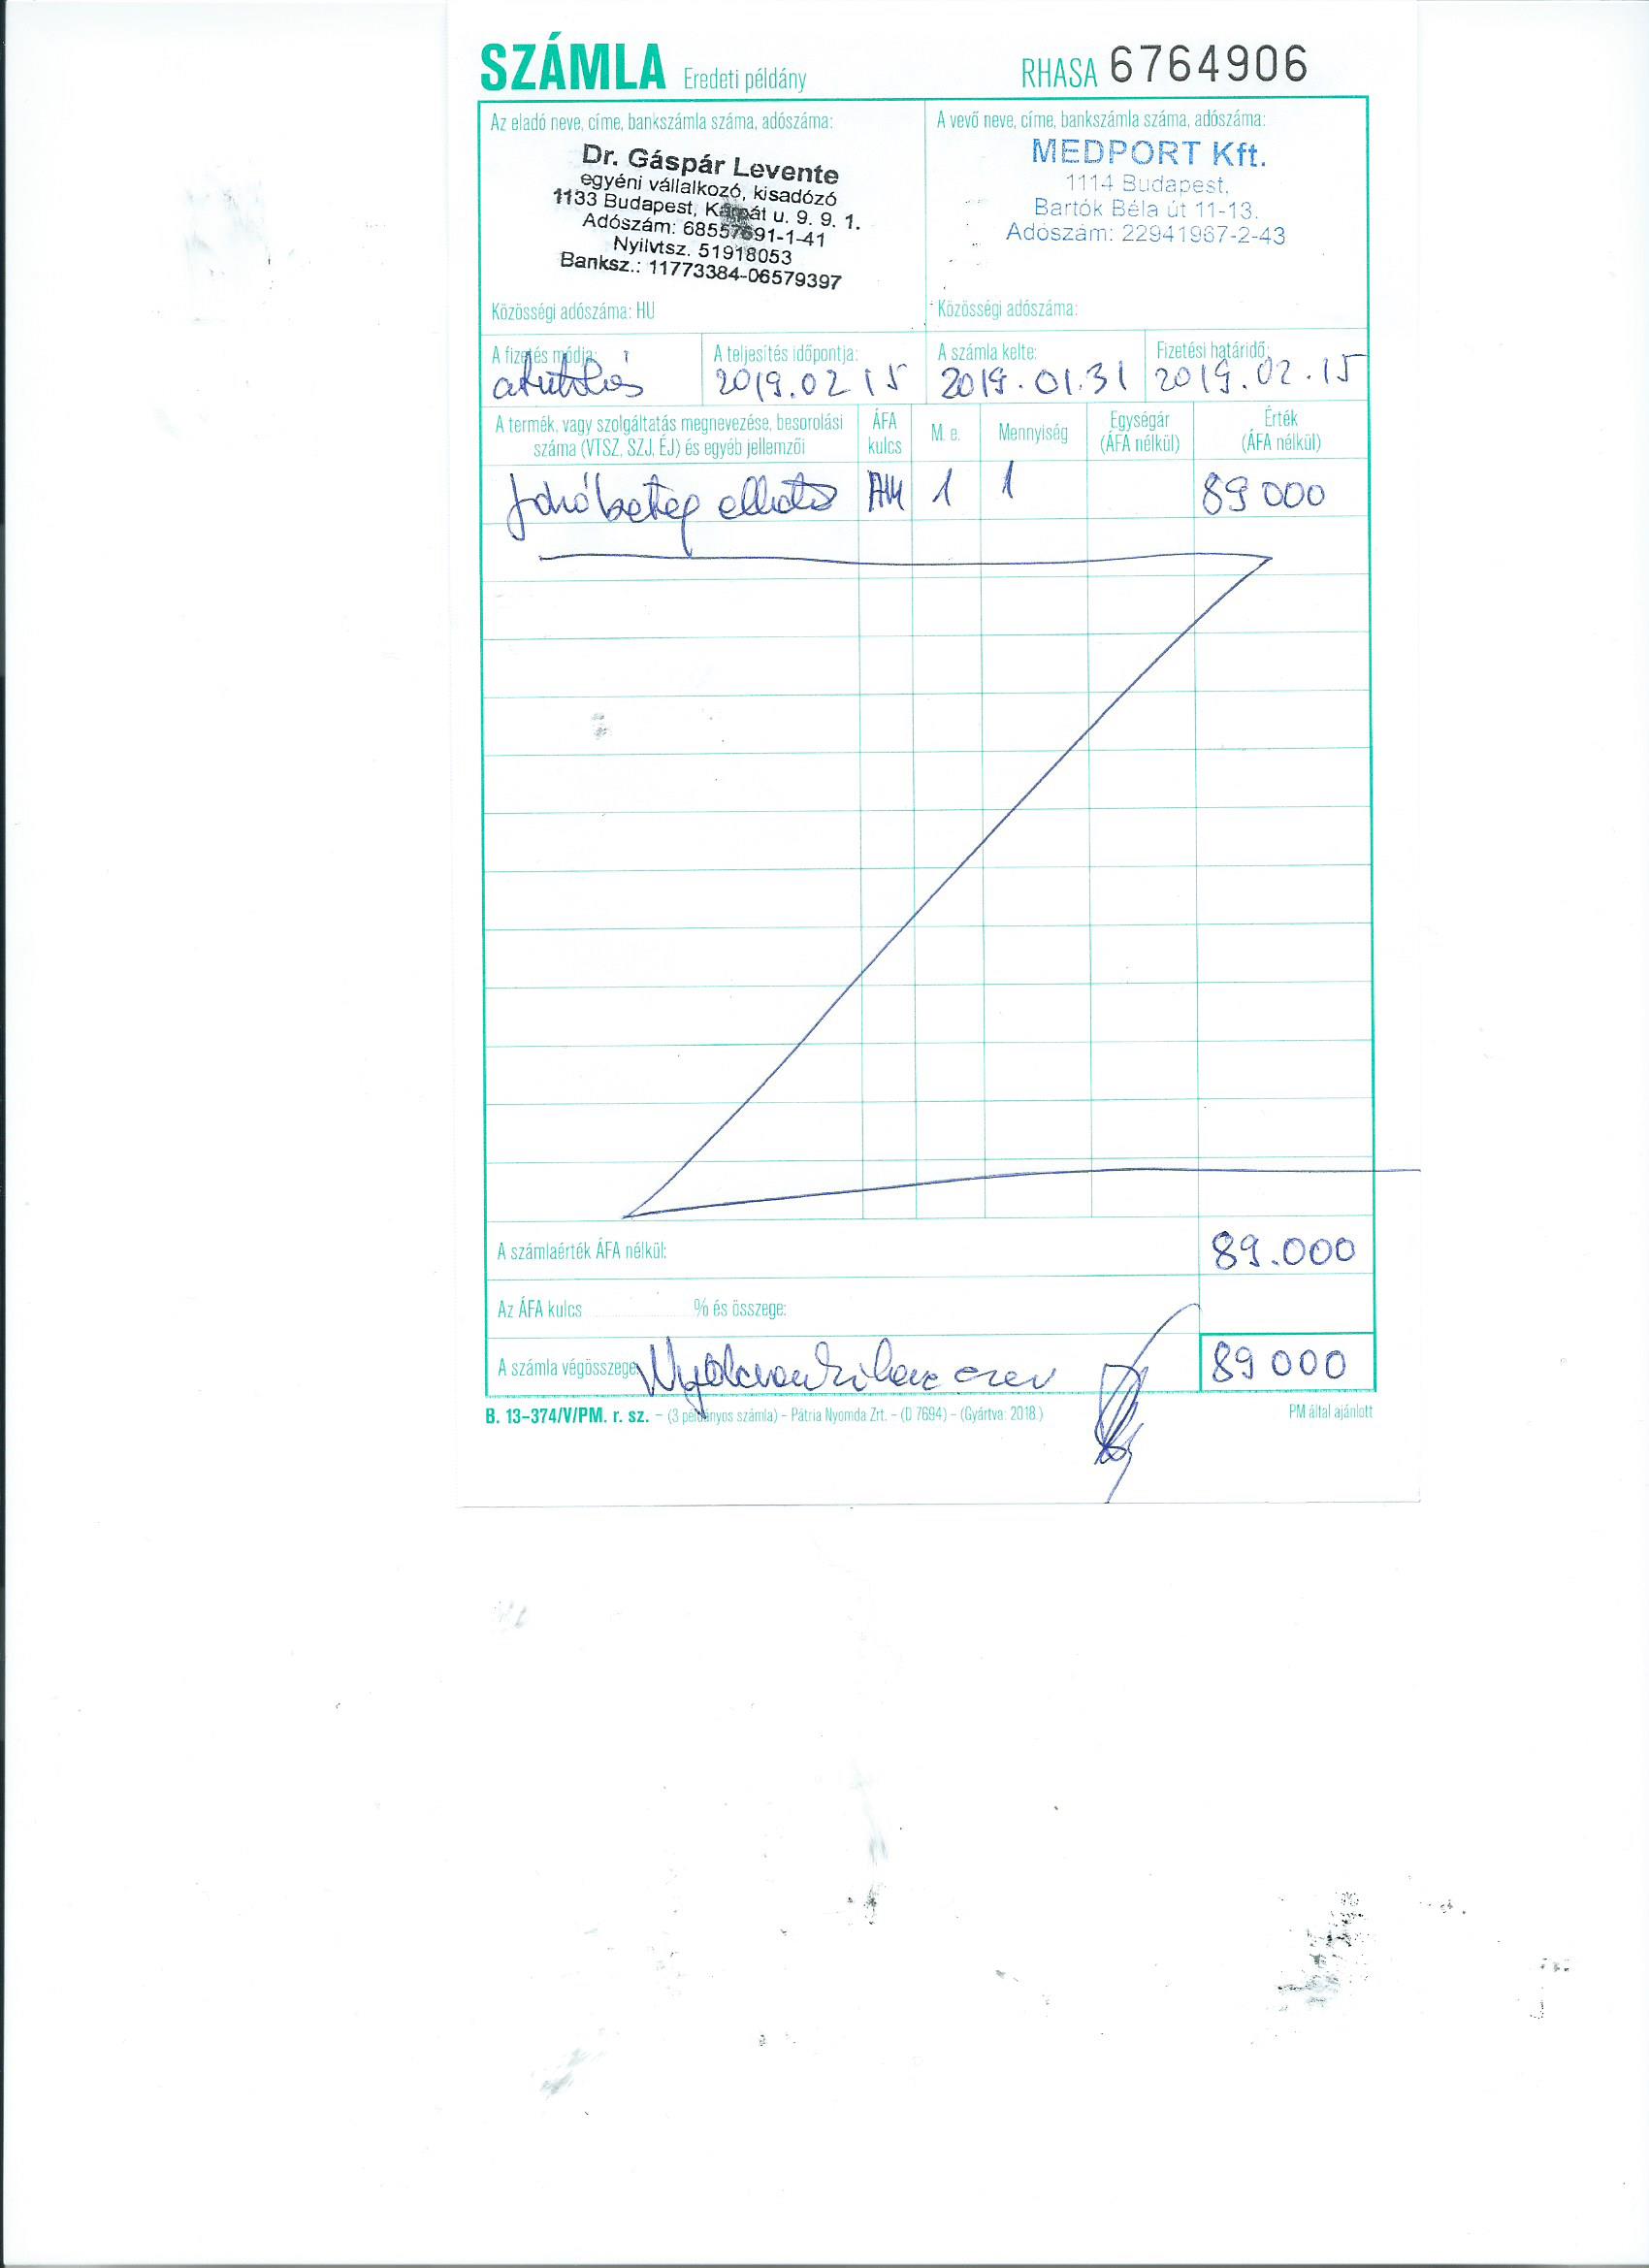 SZÁMLA Eredeti példány RHASA 6764906
Az eladó neve, címe, bankszámla száma, adószáma:
Dr. Gáspár Levente
egyéni vállalkozó, kisadózó
1133 Budapest, Kárpát u. 9. 9. 1.
Adószám: 68557691-1-41
Nyilvtsz. 51918053
Banksz.: 11773384-06579397
Közösségi adószáma: HU
A vevő neve, címe, bankszámla száma, adószáma:
MEDPORT Kft.
1114 Budapest,
Bartók Béla út 11-13.
Adószám: 22941967-2-43
Közösségi adószáma:
A fizetés módja: A teljesítés időpontja: A számla kelte: Fizetési határidő:
átutalás 2019.02 15 2019.01.31 2019.02.15
A termék, vagy szolgáltatás megnevezése, besorolási
száma (VTSZ, SZJ, ÉJ) és egyéb jellemzői
ÁFA
kulcs
M. e.
Mennyiség
Egységár
(ÁFA nélkül)
Érték
(ÁFA nélkül)
járóbeteg ellátás AM 1 1 89 000
A számlaérték ÁFA nélkül: 89.000
Az ÁFA kulcs % és összege:
A számla végösszege: Nyolcvankilenc ezer 89 000
B. 13–374/V/PM. r. sz. – (3 példányos számla) – Pátria Nyomda Zrt. – (D 7694) – (Gyártva: 2018.) PM által ajánlott